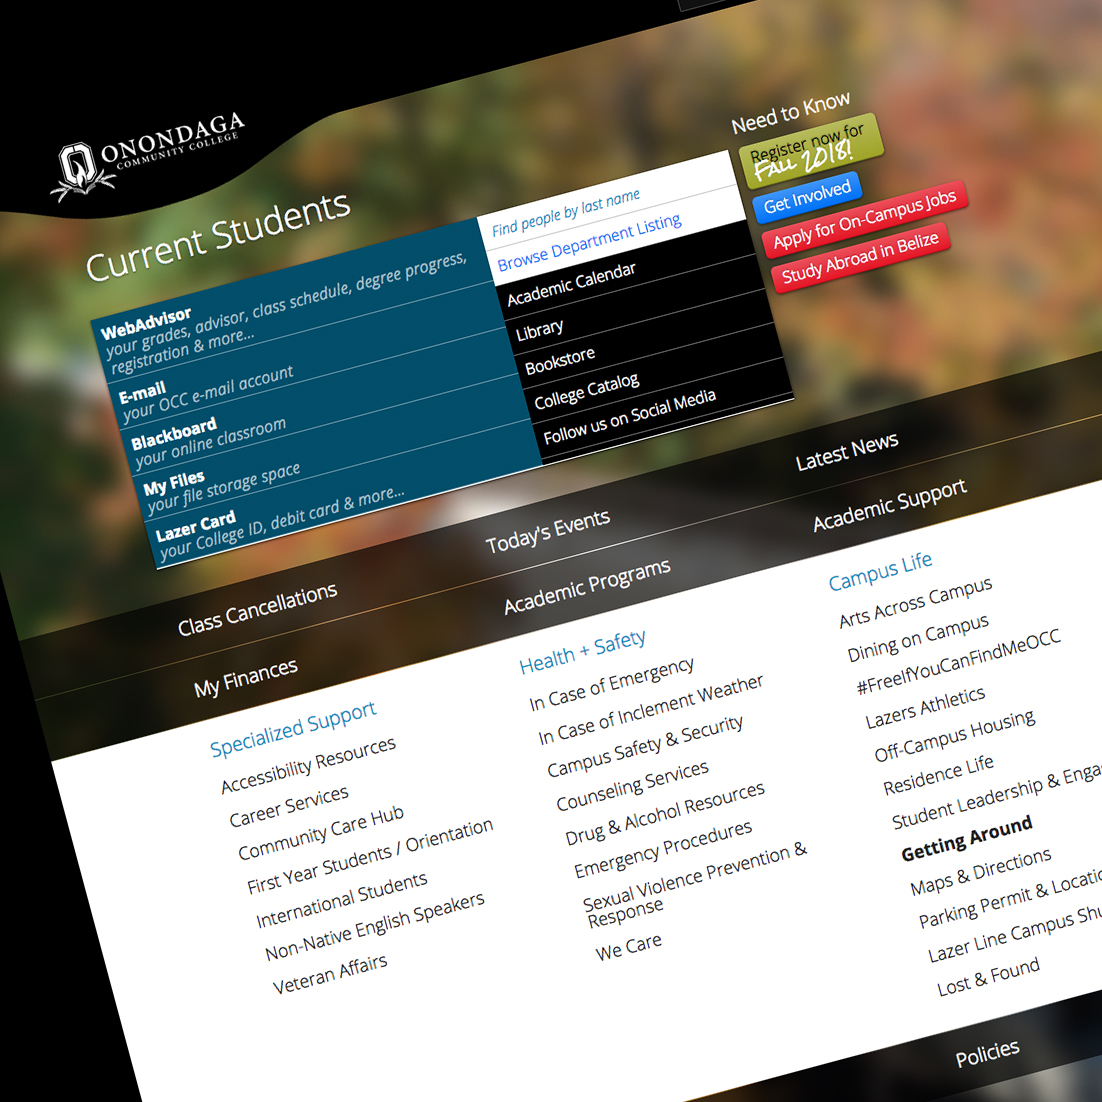 ONONDAGA
COMMUNITY COLLEGE
Current Students
WebAdvisor
your grades, advisor, class schedule, degree progress,
registration & more...
E-mail
your OCC e-mail account
Blackboard
your online classroom
My Files
your file storage space
Lazer Card
your College ID, debit card & more...
Find people by last name
Browse Department Listing
Academic Calendar
Library
Bookstore
College Catalog
Follow us on Social Media
Need to Know
Register now for
FALL 2018!
Get Involved
Apply for On-Campus Jobs
Study Abroad in Belize
Class Cancellations
Today's Events
Latest News
My Finances
Academic Programs
Academic Support
Specialized Support
Accessibility Resources
Career Services
Community Care Hub
First Year Students / Orientation
International Students
Non-Native English Speakers
Veteran Affairs
Health + Safety
In Case of Emergency
In Case of Inclement Weather
Campus Safety & Security
Counseling Services
Drug & Alcohol Resources
Emergency Procedures
Sexual Violence Prevention &
Response
We Care
Campus Life
Arts Across Campus
Dining on Campus
#FreeIfYouCanFindMeOCC
Lazers Athletics
Off-Campus Housing
Residence Life
Student Leadership &
Getting Around
Maps & Directions
Parking Permit &
Lazer Line Campus
Lost & Found
Policies